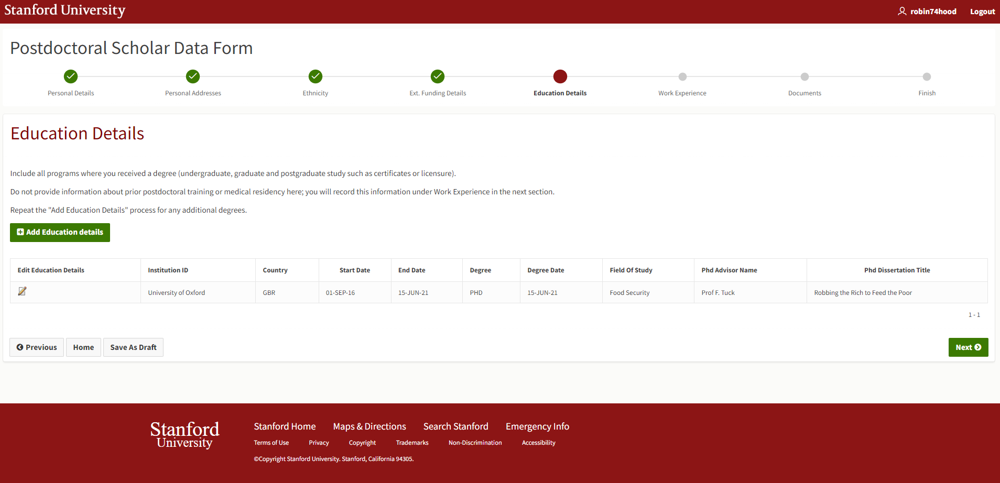 Stanford University
robin74hood Logout
Postdoctoral Scholar Data Form
Personal Details Personal Addresses Ethnicity Ext. Funding Details Education Details Work Experience Documents Finish
Education Details
Include all programs where you received a degree (undergraduate, graduate and postgraduate study such as certificates or licensure).
Do not provide information about prior postdoctoral training or medical residency here; you will record this information under Work Experience in the next section.
Repeat the "Add Education Details" process for any additional degrees.
Add Education details
Edit Education Details Institution ID Country Start Date End Date Degree Degree Date Field Of Study Phd Advisor Name Phd Dissertation Title
University of Oxford GBR 01-SEP-16 15-JUN-21 PHD 15-JUN-21 Food Security Prof F. Tuck Robbing the Rich to Feed the Poor
1 - 1
Previous Home Save As Draft Next
Stanford
University
Stanford Home Maps & Directions Search Stanford Emergency Info
Terms of Use Privacy Copyright Trademarks Non-Discrimination Accessibility
©Copyright Stanford University. Stanford, California 94305.